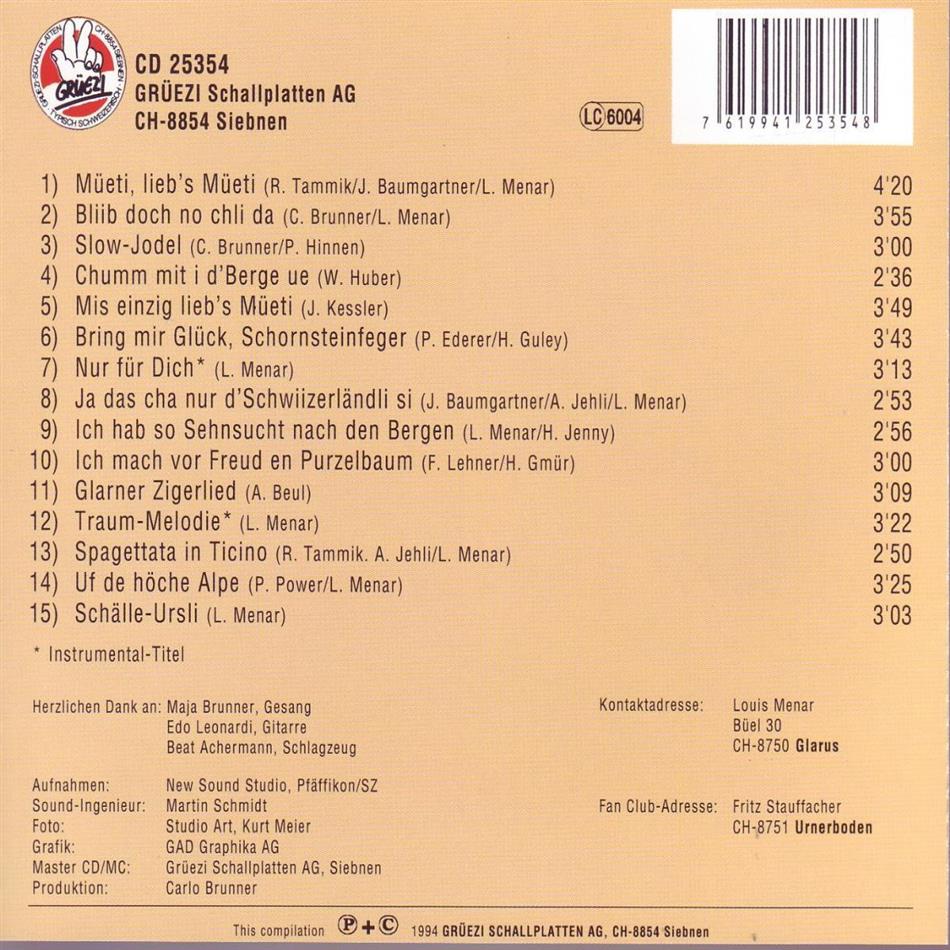 GRÜEZI-SCHALLPLATTEN · CH-8854 SIEBNEN · TYPISCH SCHWEIZERISCH ·
GRÜEZI
CD 25354
GRÜEZI Schallplatten AG
CH-8854 Siebnen
LC 6004
7 619941 253548
1) Müeti, lieb's Müeti (R. Tammik/J. Baumgartner/L. Menar) 4'20
2) Bliib doch no chli da (C. Brunner/L. Menar) 3'55
3) Slow-Jodel (C. Brunner/P. Hinnen) 3'00
4) Chumm mit i d'Berge ue (W. Huber) 2'36
5) Mis einzig lieb's Müeti (J. Kessler) 3'49
6) Bring mir Glück, Schornsteinfeger (P. Ederer/H. Guley) 3'43
7) Nur für Dich* (L. Menar) 3'13
8) Ja das cha nur d'Schwiizerländli si (J. Baumgartner/A. Jehli/L. Menar) 2'53
9) Ich hab so Sehnsucht nach den Bergen (L. Menar/H. Jenny) 2'56
10) Ich mach vor Freud en Purzelbaum (F. Lehner/H. Gmür) 3'00
11) Glarner Zigerlied (A. Beul) 3'09
12) Traum-Melodie* (L. Menar) 3'22
13) Spagettata in Ticino (R. Tammik. A. Jehli/L. Menar) 2'50
14) Uf de höche Alpe (P. Power/L. Menar) 3'25
15) Schälle-Ursli (L. Menar) 3'03
* Instrumental-Titel
Herzlichen Dank an: Maja Brunner, Gesang
Edo Leonardi, Gitarre
Beat Achermann, Schlagzeug
Kontaktadresse: Louis Menar
Büel 30
CH-8750 Glarus
Aufnahmen: New Sound Studio, Pfäffikon/SZ
Sound-Ingenieur: Martin Schmidt
Foto: Studio Art, Kurt Meier
Grafik: GAD Graphika AG
Master CD/MC: Grüezi Schallplatten AG, Siebnen
Produktion: Carlo Brunner
Fan Club-Adresse: Fritz Stauffacher
CH-8751 Urnerboden
This compilation Ⓟ+© 1994 GRÜEZI SCHALLPLATTEN AG, CH-8854 Siebnen